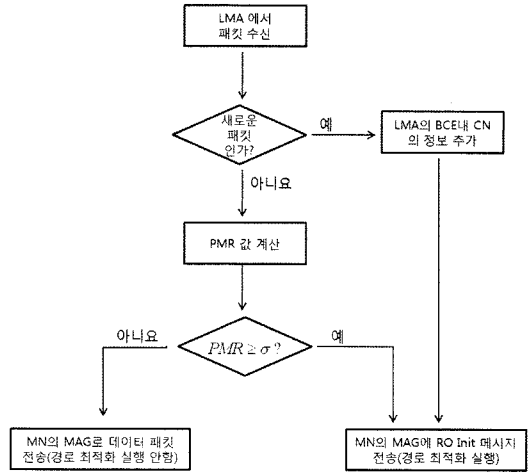 LMA 에서
패킷 수신
새로운
패킷
인가?
예
LMA의 BCE내 CN
의 정보 추가
아니요
PMR 값 계산
아니요
PMR ≥ σ ?
예
MN의 MAG로 데이터 패킷
전송(경로 최적화 실행 안함)
MN의 MAG에 RO Init 메시지
전송(경로 최적화 실행)